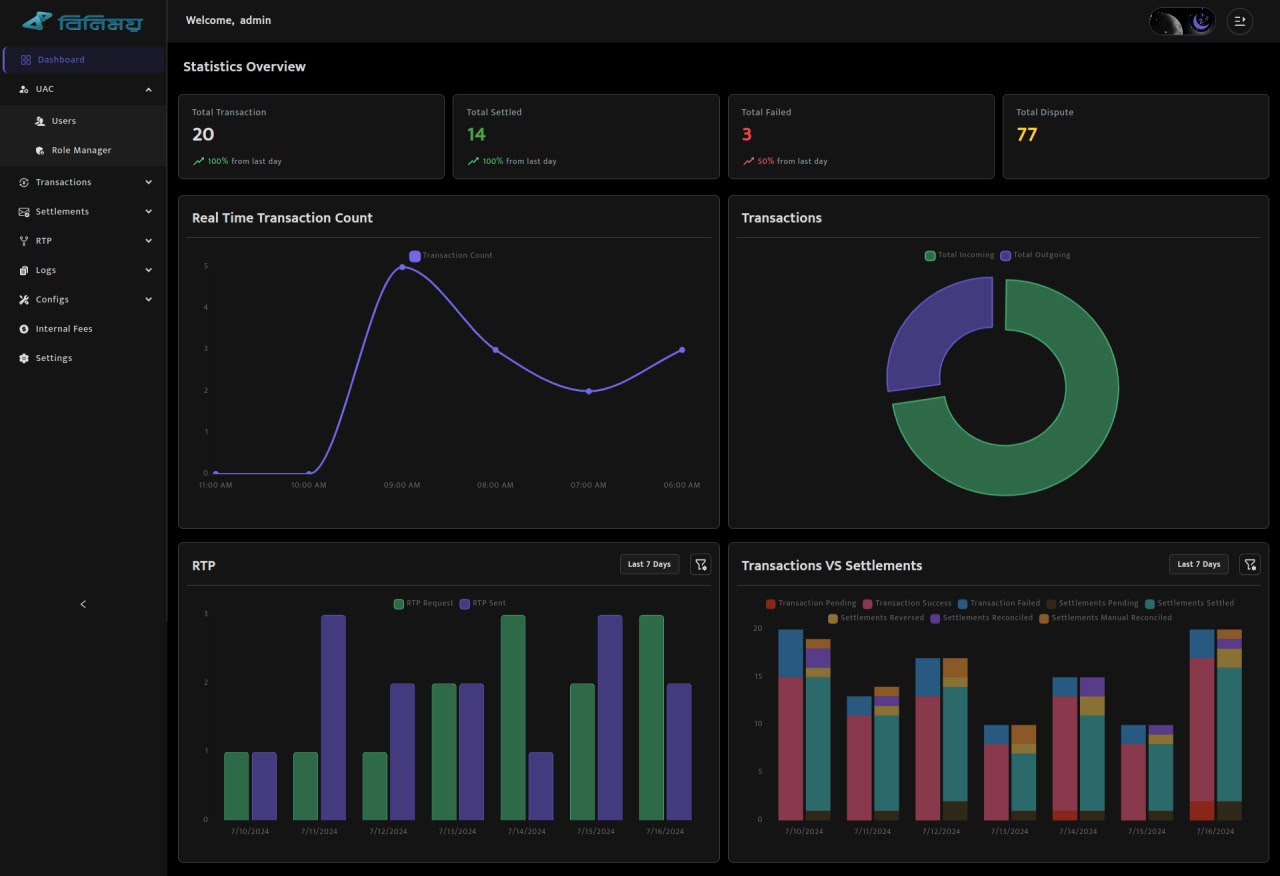 বিনিময়
Welcome, admin
Dashboard
UAC
Users
Role Manager
Transactions
Settlements
RTP
Logs
Configs
Internal Fees
Settings
Statistics Overview
Total Transaction
20
100% from last day
Total Settled
14
100% from last day
Total Failed
3
50% from last day
Total Dispute
77
Real Time Transaction Count
Transaction Count
5
4
3
2
1
0
11:00 AM 10:00 AM 09:00 AM 08:00 AM 07:00 AM 06:00 AM
Transactions
Total Incoming Total Outgoing
RTP
Last 7 Days
RTP Request RTP Sent
3
2
1
0
7/10/2024 7/11/2024 7/12/2024 7/13/2024 7/14/2024 7/15/2024 7/16/2024
Transactions VS Settlements
Last 7 Days
Transaction Pending Transaction Success Transaction Failed Settlements Pending Settlements Settled
Settlements Reversed Settlements Reconciled Settlements Manual Reconciled
20
15
10
5
0
7/10/2024 7/11/2024 7/12/2024 7/13/2024 7/14/2024 7/15/2024 7/16/2024